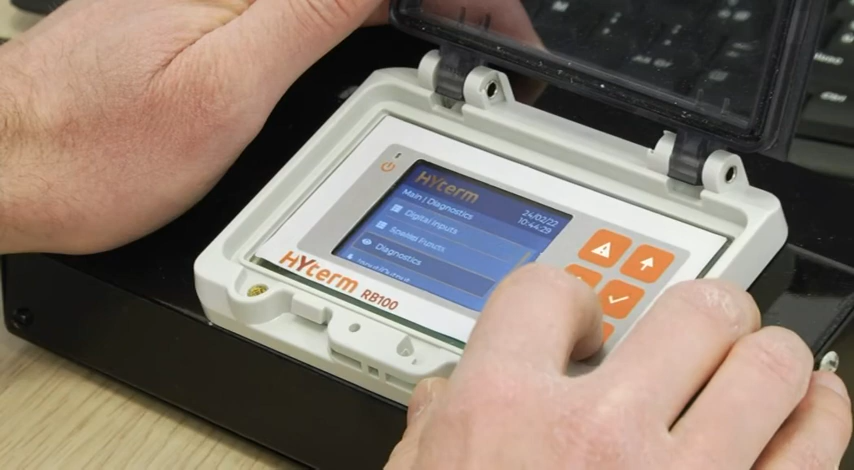 HYterm
24/02/22
10:44:29
Main | Diagnostics
Digital Inputs
Diagnostics
HYterm RB100